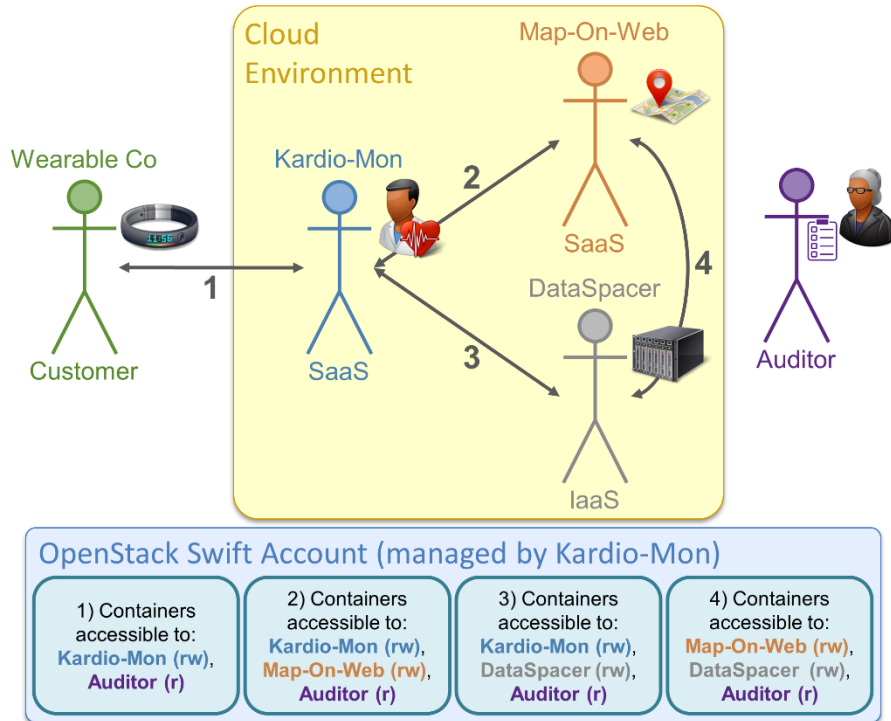 Cloud
Environment
Map-On-Web
Wearable Co
Kardio-Mon
2
11:56
1
SaaS
4
DataSpacer
3
Customer
SaaS
Auditor
IaaS
OpenStack Swift Account (managed by Kardio-Mon)
1) Containers
accessible to:
Kardio-Mon (rw),
Auditor (r)
2) Containers
accessible to:
Kardio-Mon (rw),
Map-On-Web (rw),
Auditor (r)
3) Containers
accessible to:
Kardio-Mon (rw),
DataSpacer (rw),
Auditor (r)
4) Containers
accessible to:
Map-On-Web (rw),
DataSpacer (rw),
Auditor (r)